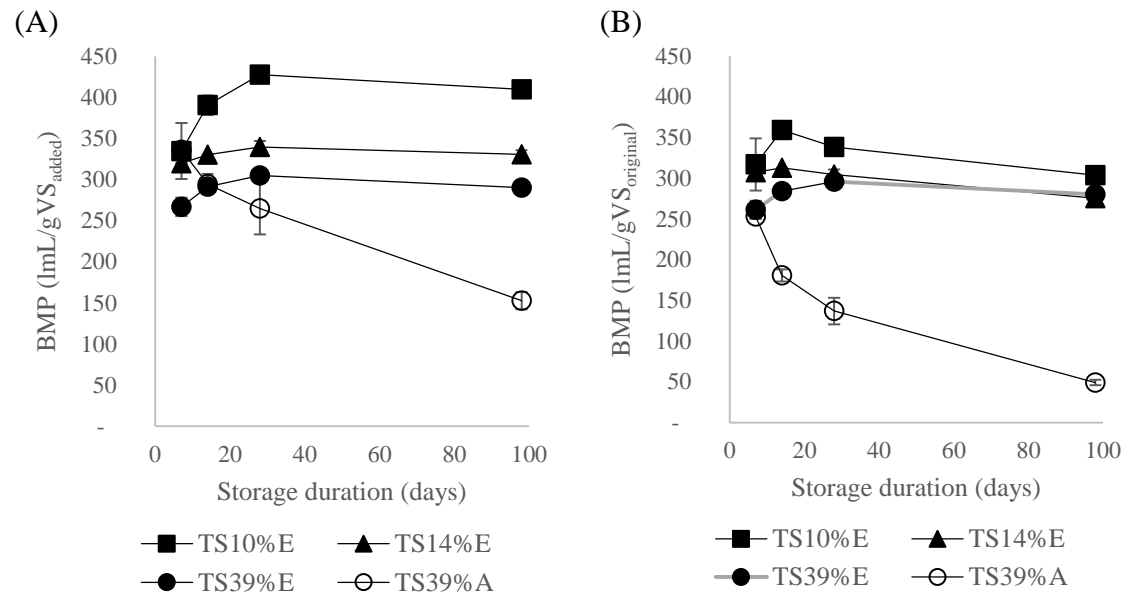 (A)
BMP (lmL/gVSadded)
450
400
350
300
250
200
150
100
50
-
0 20 40 60 80 100
Storage duration (days)
TS10%E TS14%E
TS39%E TS39%A
(B)
BMP (lmL/gVSoriginal)
450
400
350
300
250
200
150
100
50
-
0 20 40 60 80 100
Storage duration (days)
TS10%E TS14%E
TS39%E TS39%A